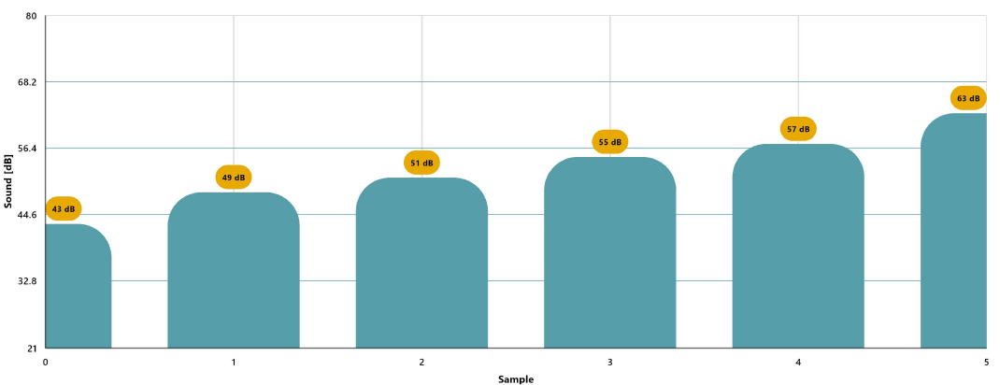 80
68.2
56.4
44.6
32.8
21
Sound [dB]
43 dB
49 dB
51 dB
55 dB
57 dB
63 dB
0 1 2 3 4 5
Sample